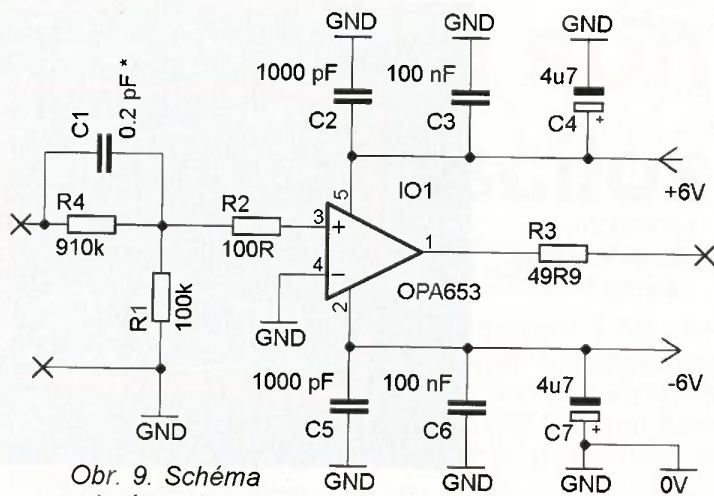 GND GND GND
1000 pF 100 nF 4u7
C2 C3 C4 +
+6V
C1 0.2 pF *
R4
910k
R2
100R
R1 100k
3 + 5 IO1
4 - 1
2 OPA653
R3
49R9
GND
-6V
1000 pF 100 nF 4u7
C5 C6 C7 +
GND GND GND GND 0V
Obr. 9. Schéma